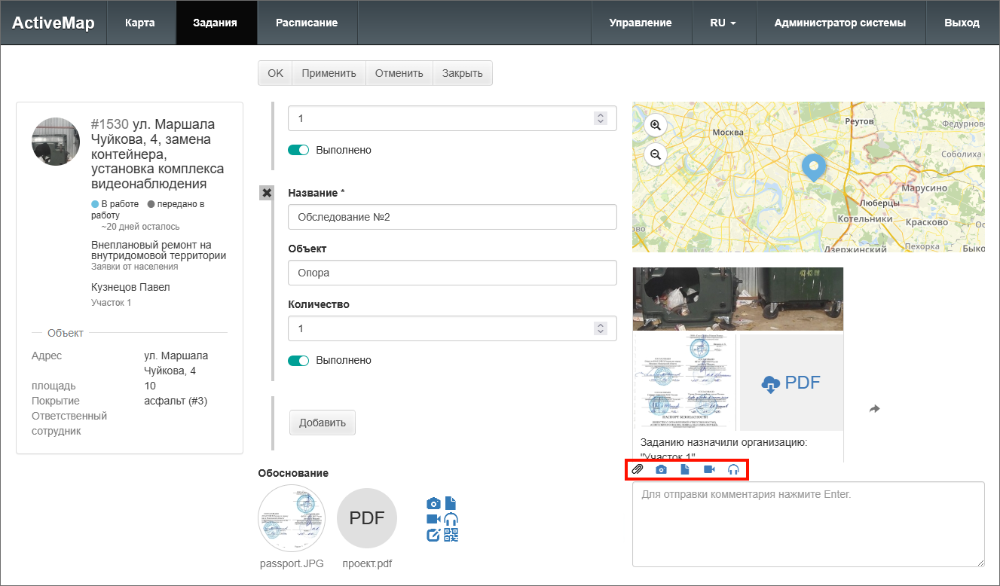 ActiveMap
Карта
Задания
Расписание
Управление
RU
Администратор системы
Выход
OK
Применить
Отменить
Закрыть
#1530 ул. Маршала
Чуйкова, 4, замена
контейнера,
установка комплекса
видеонаблюдения
В работе
передано в
работу
~20 дней осталось
Внеплановый ремонт на
внутридомовой территории
Заявки от населения
Кузнецов Павел
Участок 1
Объект
Адрес
ул. Маршала
Чуйкова, 4
площадь
10
Покрытие
асфальт (#3)
Ответственный
сотрудник
1
Выполнено
Название *
Обследование №2
Объект
Опора
Количество
1
Выполнено
Добавить
Обоснование
PDF
passport.JPG
проект.pdf
Москва
Реутов
Федурново
Соболиха
Марусино
Люберцы
Котельники
Красково
Дзержинский
Пехорка
Быко
ово
PDF
ПАСПОРТ БЕЗОПАСНОСТИ
Заданию назначили организацию:
"Участок 1"
Для отправки комментария нажмите Enter.